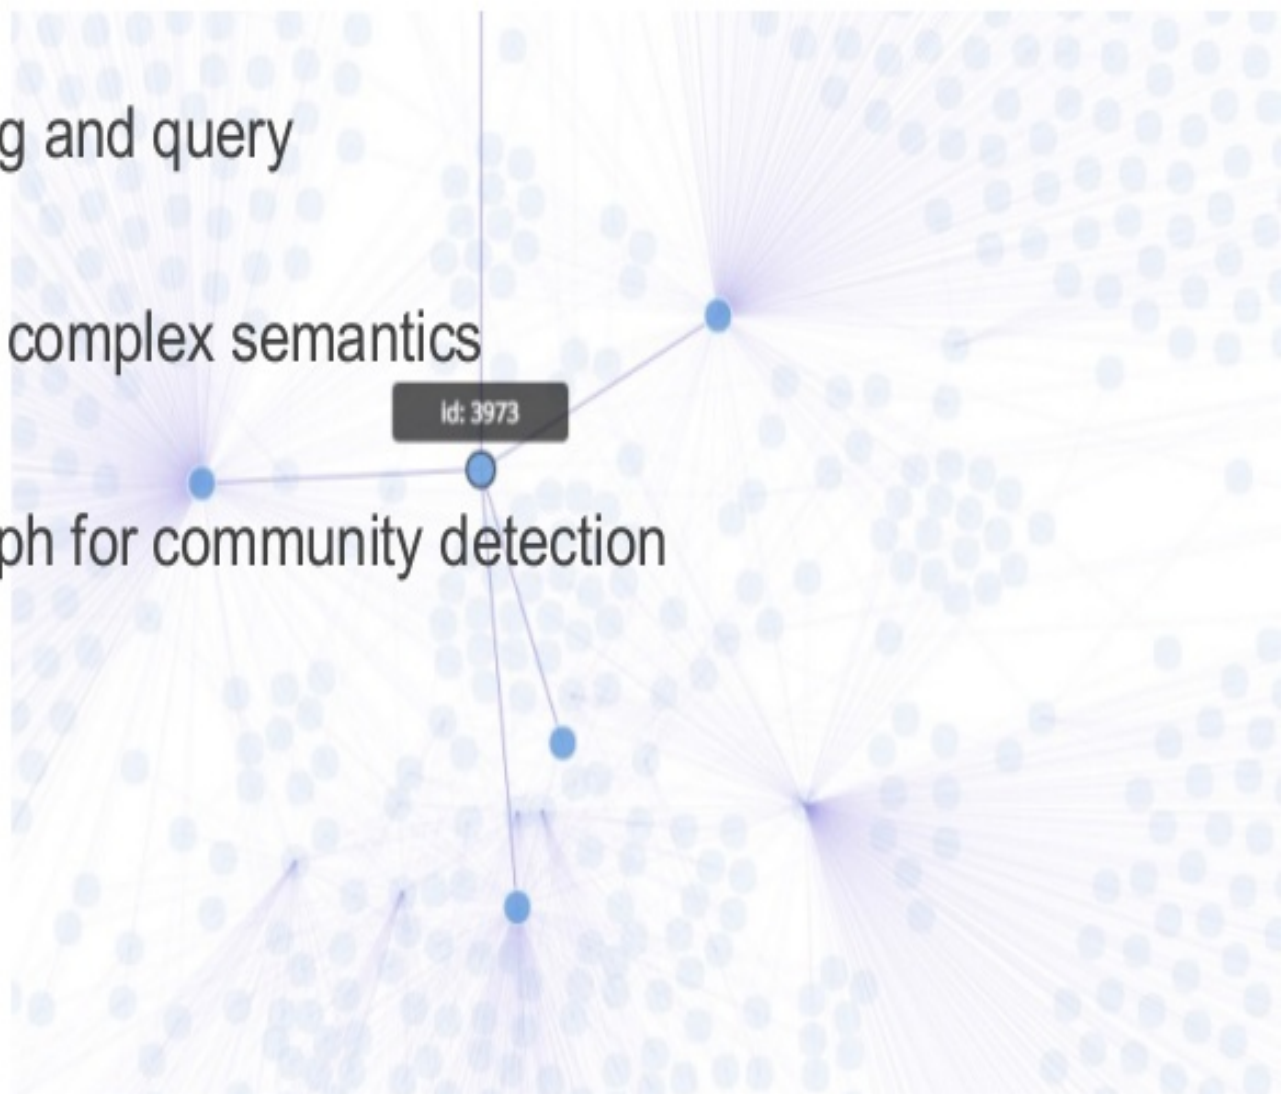 g and query
complex semantics
id: 3973
ph for community detection